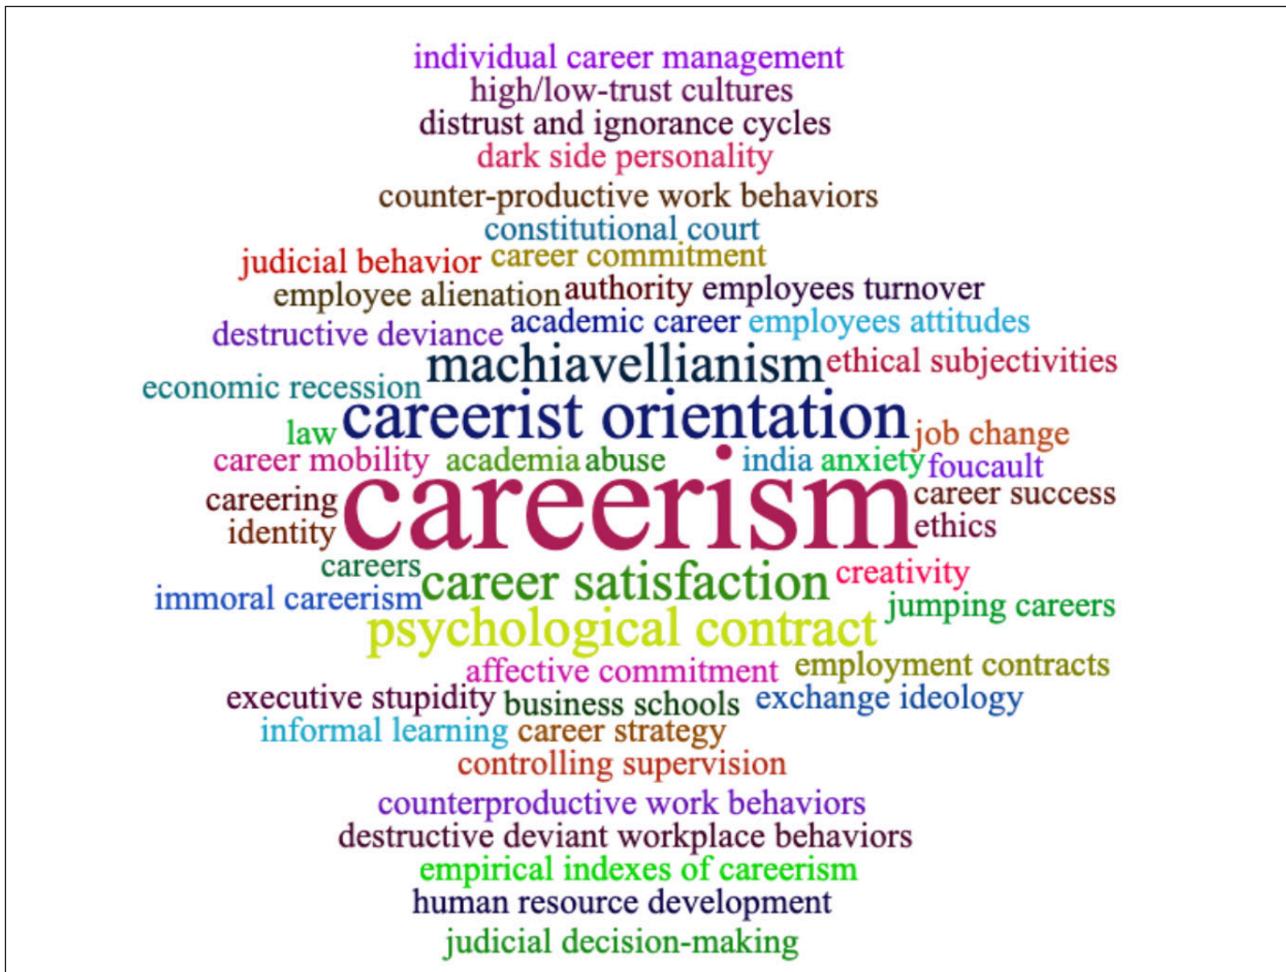 individual career management
high/low-trust cultures
distrust and ignorance cycles
dark side personality
counter-productive work behaviors
constitutional court
judicial behavior career commitment
employee alienation authority employees turnover
destructive deviance academic career employees attitudes
machiavellianism ethical subjectivities
economic recession
careerist orientation
law job change
career mobility academia abuse india anxiety foucault
careering careerism career success
identity ethics
careers career satisfaction creativity
immoral careerism jumping careers
psychological contract
affective commitment employment contracts
executive stupidity business schools exchange ideology
informal learning career strategy
controlling supervision
counterproductive work behaviors
destructive deviant workplace behaviors
empirical indexes of careerism
human resource development
judicial decision-making